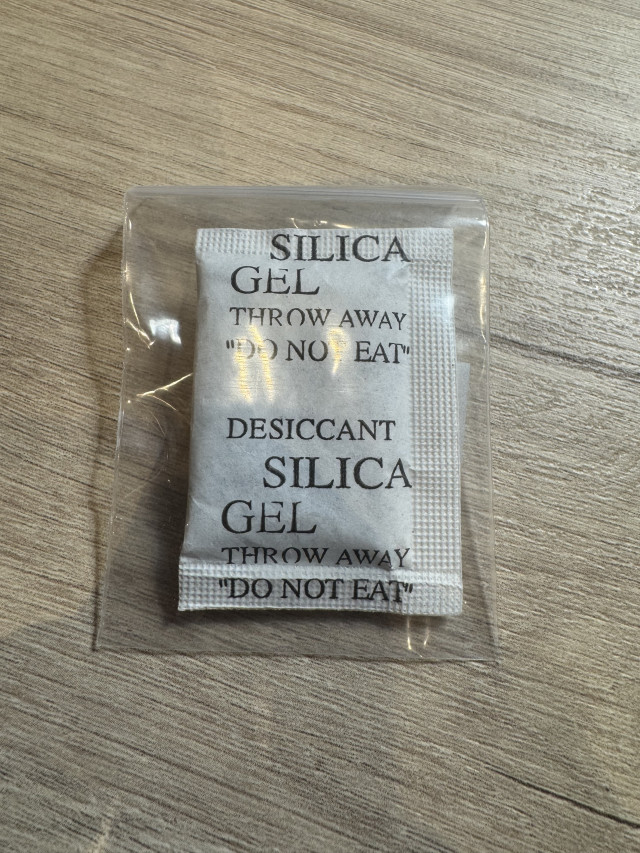 SILICA
GEL
THROW AWAY
"DO NOT EAT"
DESICCANT
SILICA
GEL
THROW AWAY
"DO NOT EAT"